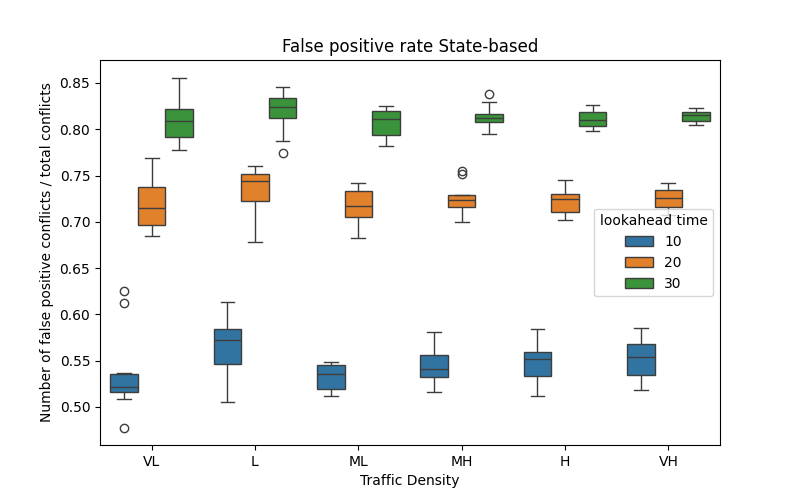 False positive rate State-based
Number of false positive conflicts / total conflicts
0.85
0.80
0.75
0.70
0.65
0.60
0.55
0.50
lookahead time
10
20
30
VL L ML MH H VH
Traffic Density